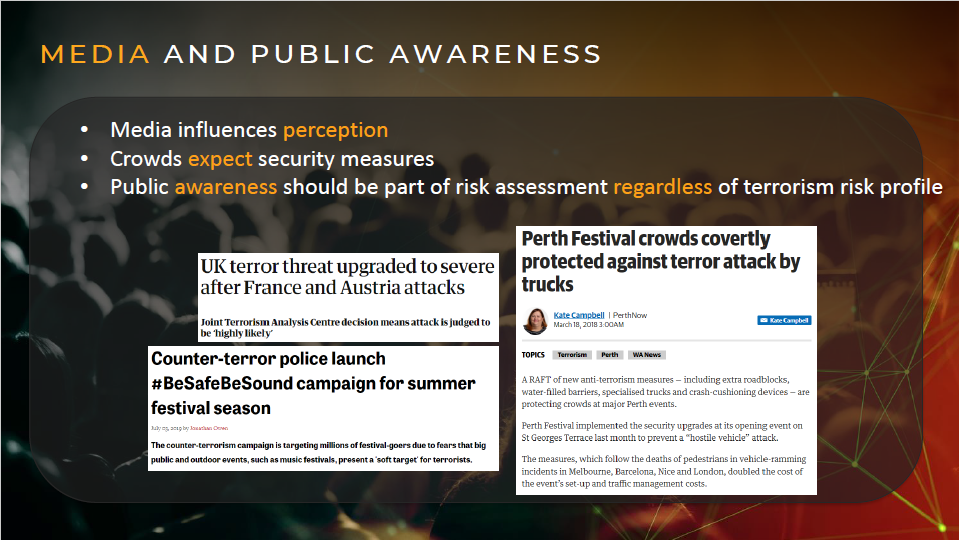 MEDIA AND PUBLIC AWARENESS
• Media influences perception
• Crowds expect security measures
• Public awareness should be part of risk assessment regardless of terrorism risk profile
UK terror threat upgraded to severe
after France and Austria attacks
Joint Terrorism Analysis Centre decision means attack is judged to
be 'highly likely'
Counter-terror police launch
#BeSafeBeSound campaign for summer
festival season
July 03, 2019 by Jonathan Owen
The counter-terrorism campaign is targeting millions of festival-goers due to fears that big
public and outdoor events, such as music festivals, present a 'soft target' for terrorists.
Perth Festival crowds covertly
protected against terror attack by
trucks
Kate Campbell | PerthNow
March 18, 2018 3:00AM
Kate Campbell
TOPICS Terrorism Perth WA News
A RAFT of new anti-terrorism measures — including extra roadblocks,
water-filled barriers, specialised trucks and crash-cushioning devices — are
protecting crowds at major Perth events.
Perth Festival implemented the security upgrades at its opening event on
St Georges Terrace last month to prevent a “hostile vehicle” attack.
The measures, which follow the deaths of pedestrians in vehicle-ramming
incidents in Melbourne, Barcelona, Nice and London, doubled the cost of
the event's set-up and traffic management costs.